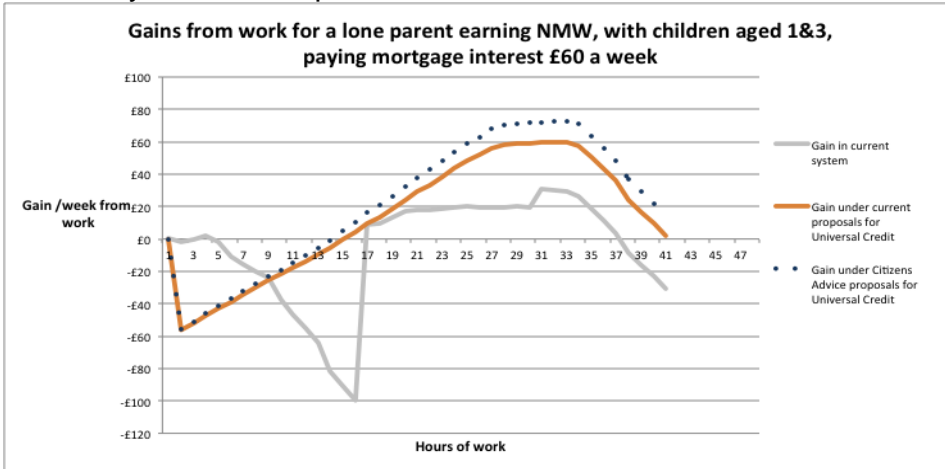 Gains from work for a lone parent earning NMW, with children aged 1&3,
paying mortgage interest £60 a week
£100
£80
£60
£40
£20
£0
-£20
-£40
-£60
-£80
-£100
-£120
Gain /week from
work
1 3 5 7 9 11 13 15 17 19 21 23 25 27 29 31 33 35 37 39 41 43 45 47
Hours of work
Gain in current
system
Gain under current
proposals for
Universal Credit
Gain under Citizens
Advice proposals for
Universal Credit